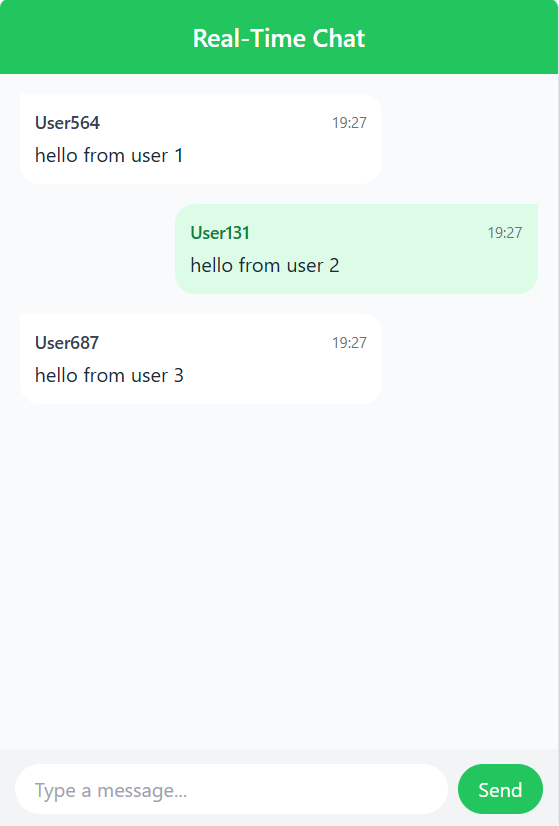 Real-Time Chat
User564 19:27
hello from user 1
User131 19:27
hello from user 2
User687 19:27
hello from user 3
Type a message... Send